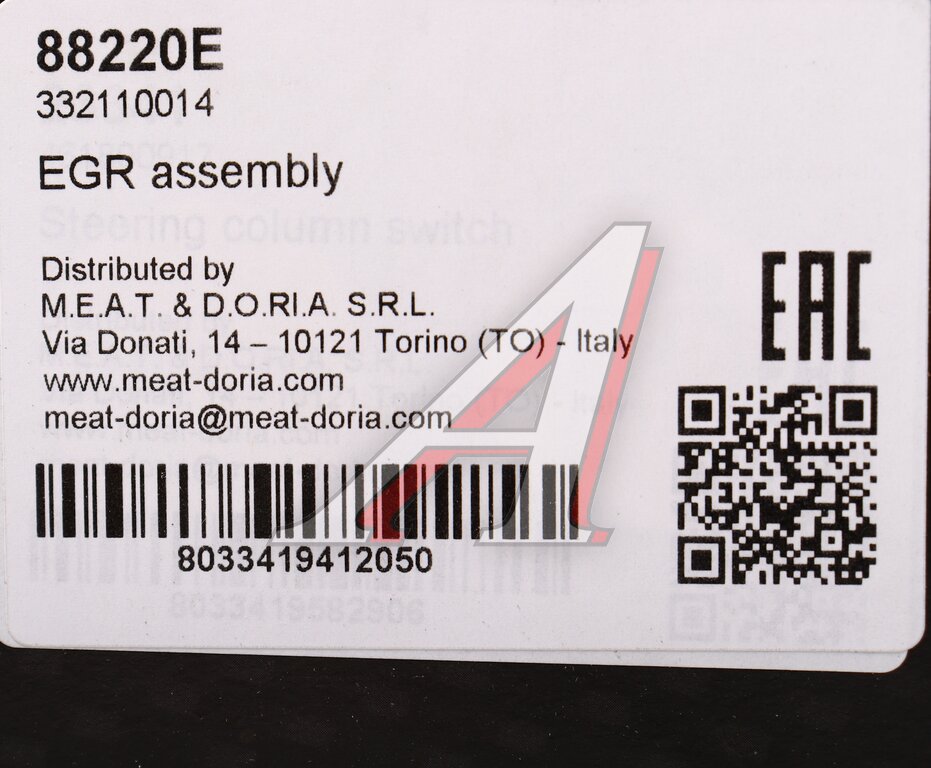 88220E
332110014
EGR assembly
Steering column switch
Distributed by
M.E.A.T. & D.O.RI.A. S.R.L.
Via Donati, 14 – 10121 Torino (TO) - Italy
www.meat-doria.com
meat-doria@meat-doria.com
EAC
8033419412050
8033419582906
A